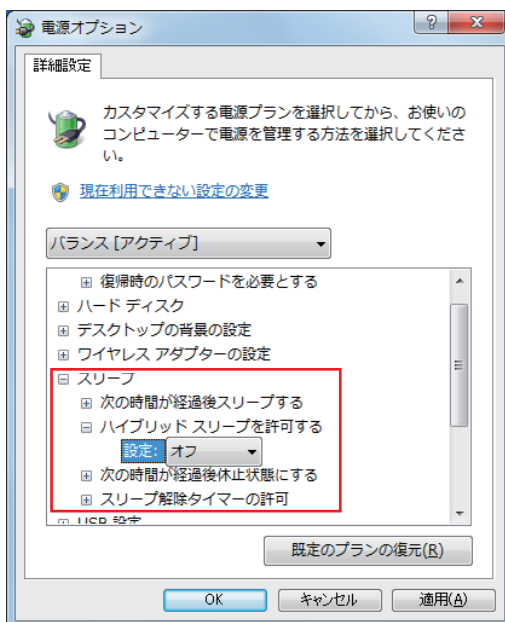 電源オプション
詳細設定
カスタマイズする電源プランを選択してから、お使いの
コンピューターで電源を管理する方法を選択してくださ
い。
現在利用できない設定の変更
バランス [アクティブ]
復帰時のパスワードを必要とする
ハード ディスク
デスクトップの背景の設定
ワイヤレス アダプターの設定
スリープ
次の時間が経過後スリープする
ハイブリッド スリープを許可する
設定: オフ
次の時間が経過後休止状態にする
スリープ解除タイマーの許可
USB 設定
既定のプランの復元(R)
OK キャンセル 適用(A)